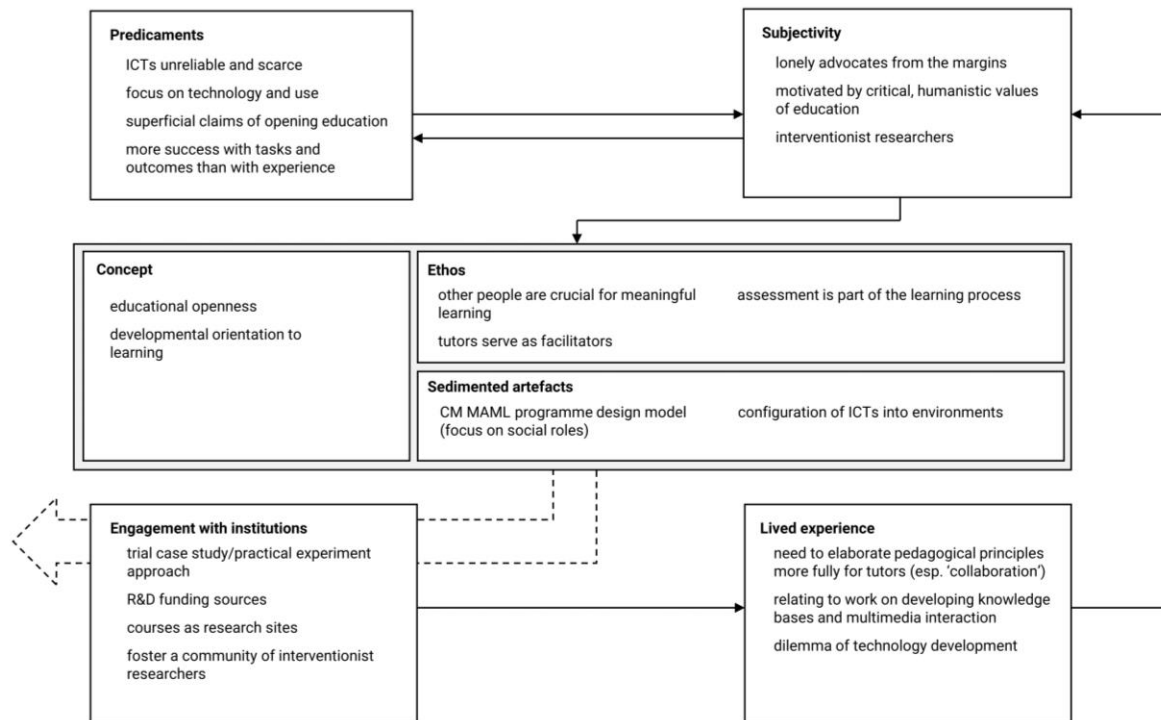 Predicaments
ICTs unreliable and scarce
focus on technology and use
superficial claims of opening education
more success with tasks and
outcomes than with experience
Subjectivity
lonely advocates from the margins
motivated by critical, humanistic values
of education
interventionist researchers
Concept
educational openness
developmental orientation to
learning
Ethos
other people are crucial for meaningful
learning
tutors serve as facilitators
assessment is part of the learning process
Sedimented artefacts
CM MAML programme design model
(focus on social roles)
configuration of ICTs into environments
Engagement with institutions
trial case study/practical experiment
approach
R&D funding sources
courses as research sites
foster a community of interventionist
researchers
Lived experience
need to elaborate pedagogical principles
more fully for tutors (esp. ‘collaboration’)
relating to work on developing knowledge
bases and multimedia interaction
dilemma of technology development